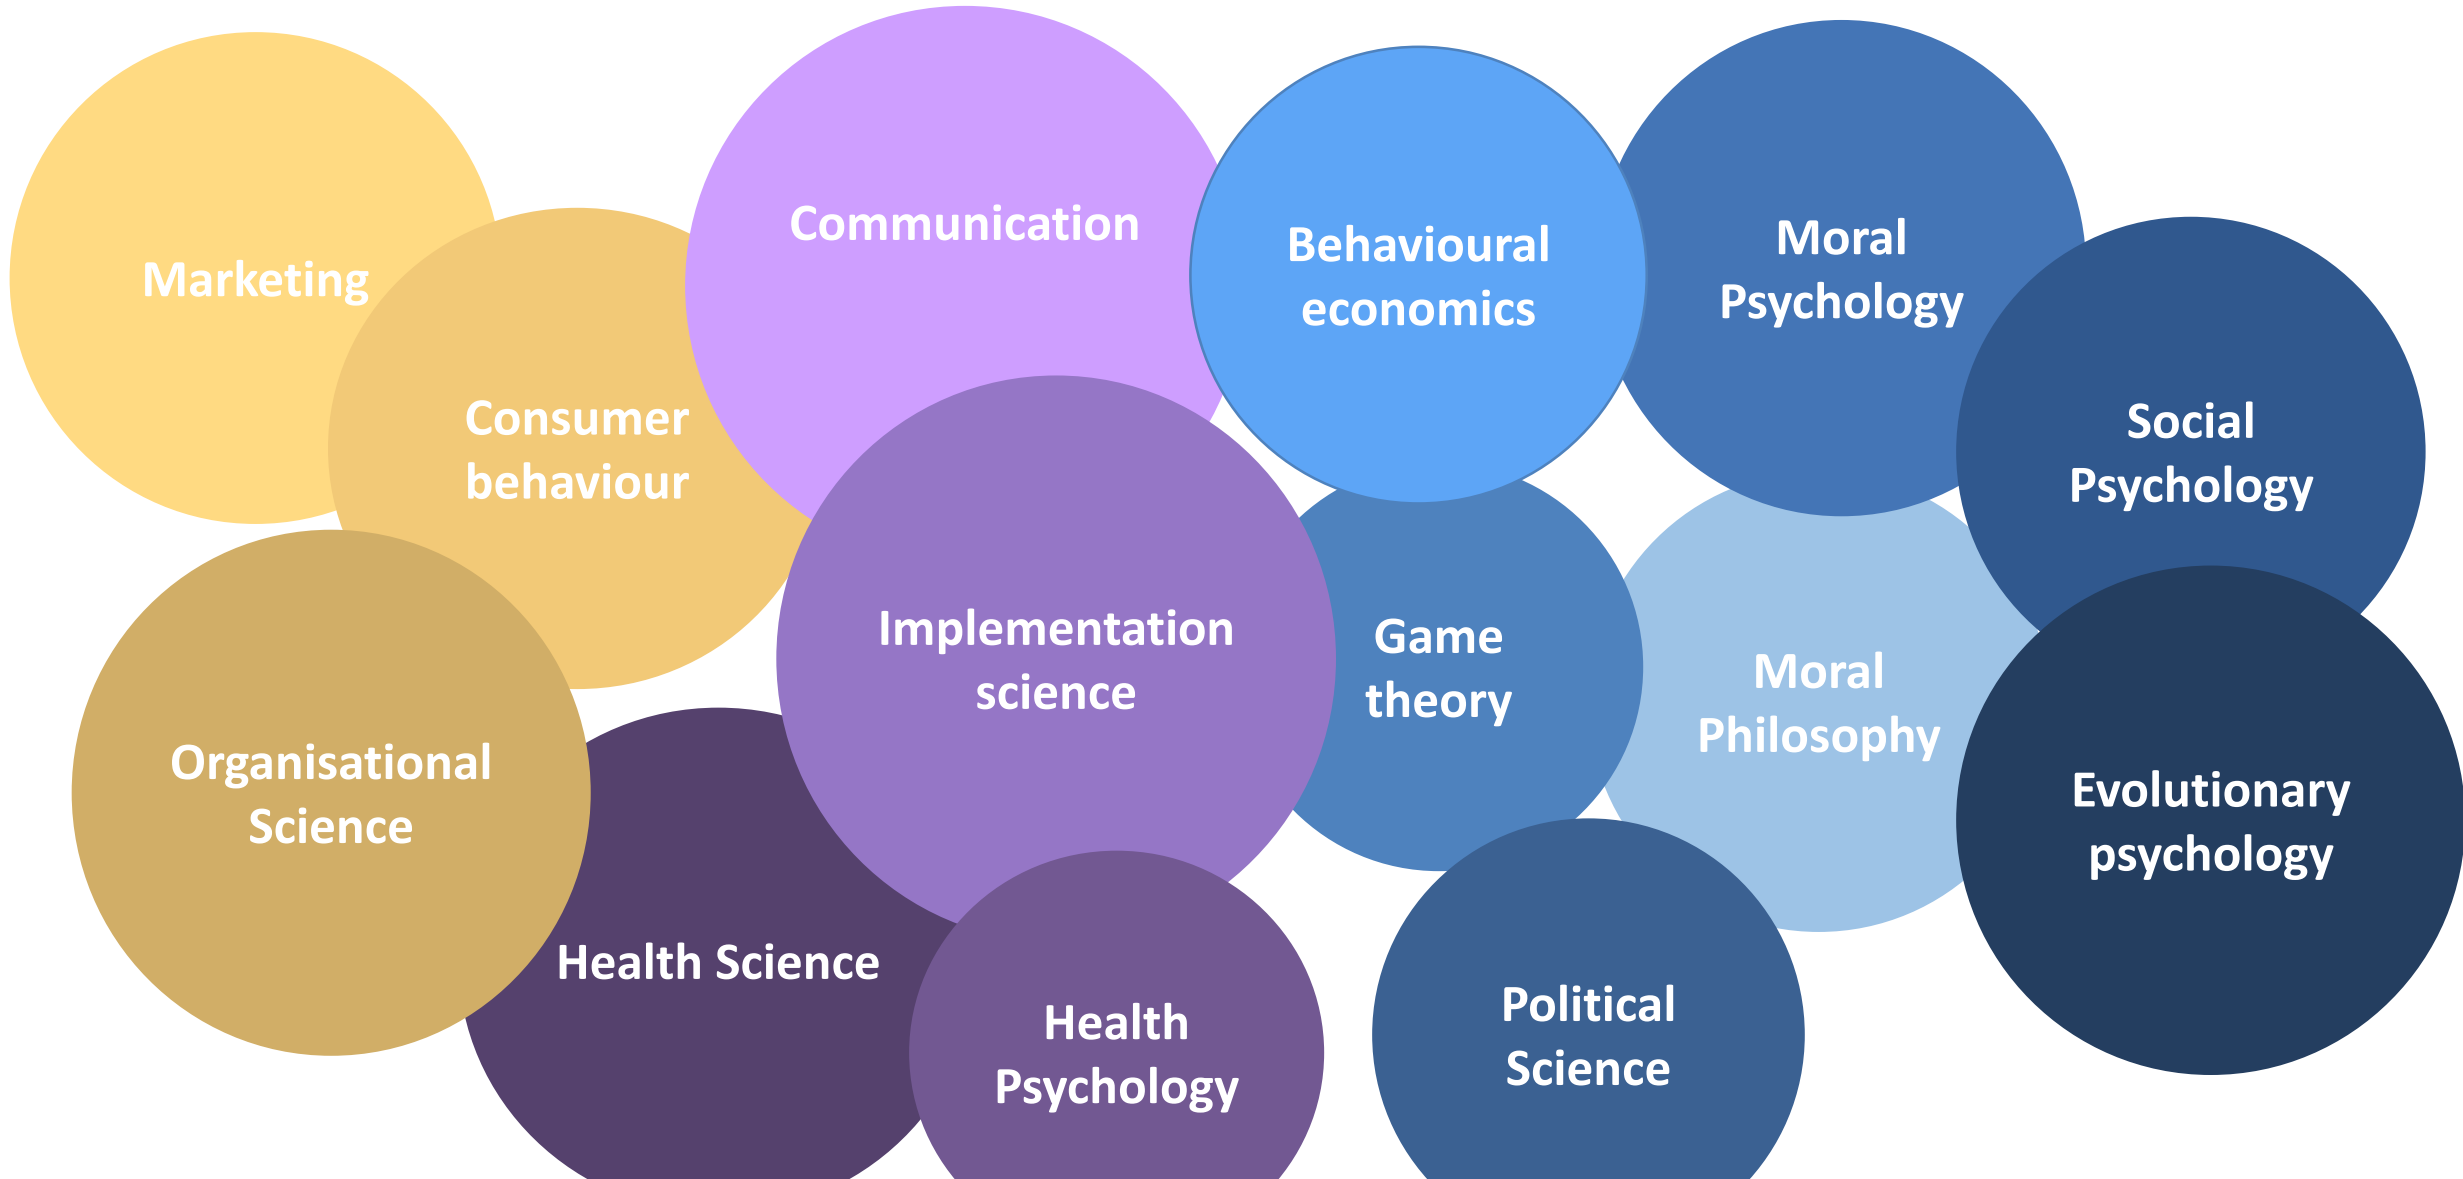 Marketing
Consumer
behaviour
Communication
Behavioural
economics
Moral
Psychology
Social
Psychology
Organisational
Science
Implementation
science
Game
theory
Moral
Philosophy
Evolutionary
psychology
Health Science
Health
Psychology
Political
Science